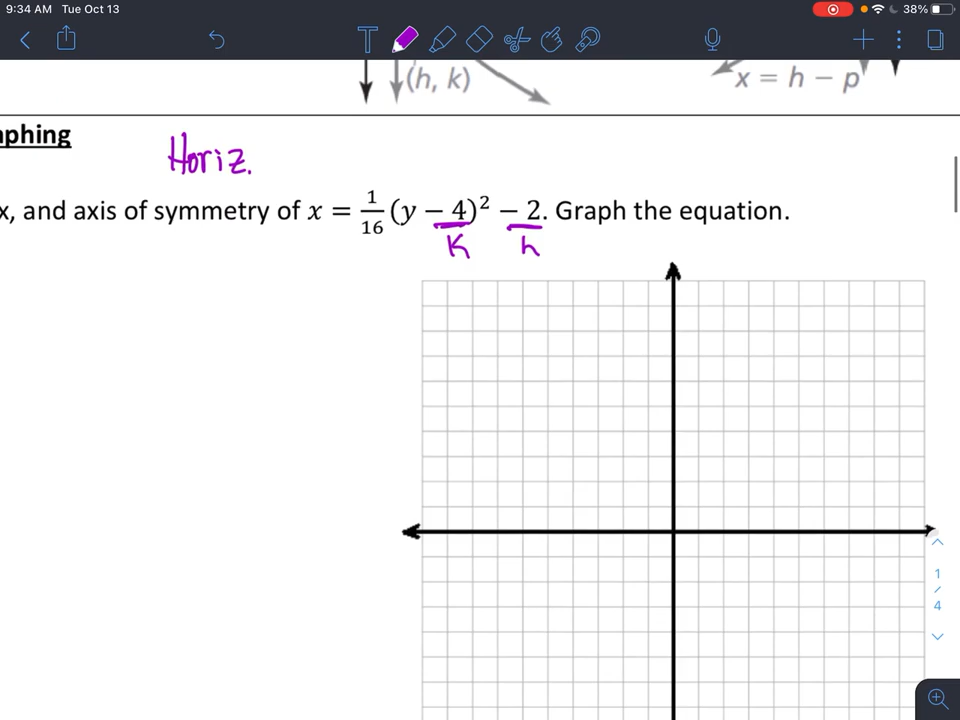 9:34 AM Tue Oct 13 38%
T
(h, k)
x = h − p
aphing
Horiz.
x, and axis of symmetry of x = 1/16 (y − 4)² − 2. Graph the equation.
K h
1
/
4